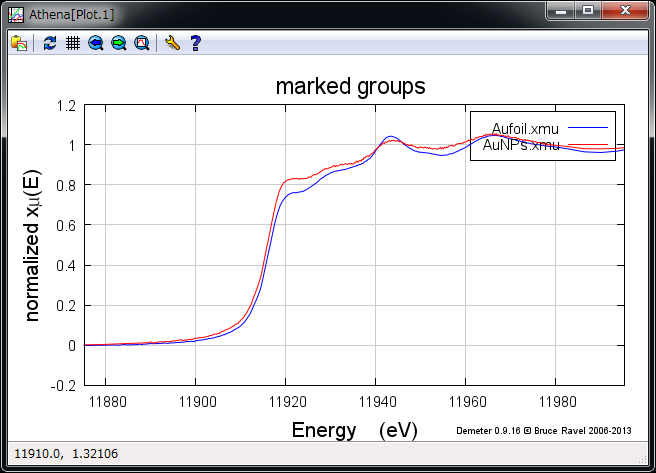 Athena[Plot.1]
marked groups
Aufoil.xmu
AuNPs.xmu
normalized xμ(E)
1.2
1
0.8
0.6
0.4
0.2
0
-0.2
11880 11900 11920 11940 11960 11980
Energy (eV)
Demeter 0.9.16 © Bruce Ravel 2006-2013
11910.0, 1.32106